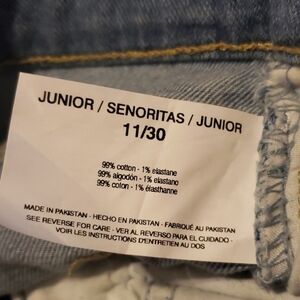 JUNIOR / SENORITAS / JUNIOR
11/30
99% cotton - 1% elastane
99% algodón - 1% elastano
99% coton - 1% élasthanne
MADE IN PAKISTAN - HECHO EN PAKISTAN - FABRIQUÉ AU PAKISTAN
SEE REVERSE FOR CARE - VER AL REVERSO PARA EL CUIDADO -
VOIR LES INSTRUCTIONS D'ENTRETIEN AU DOS